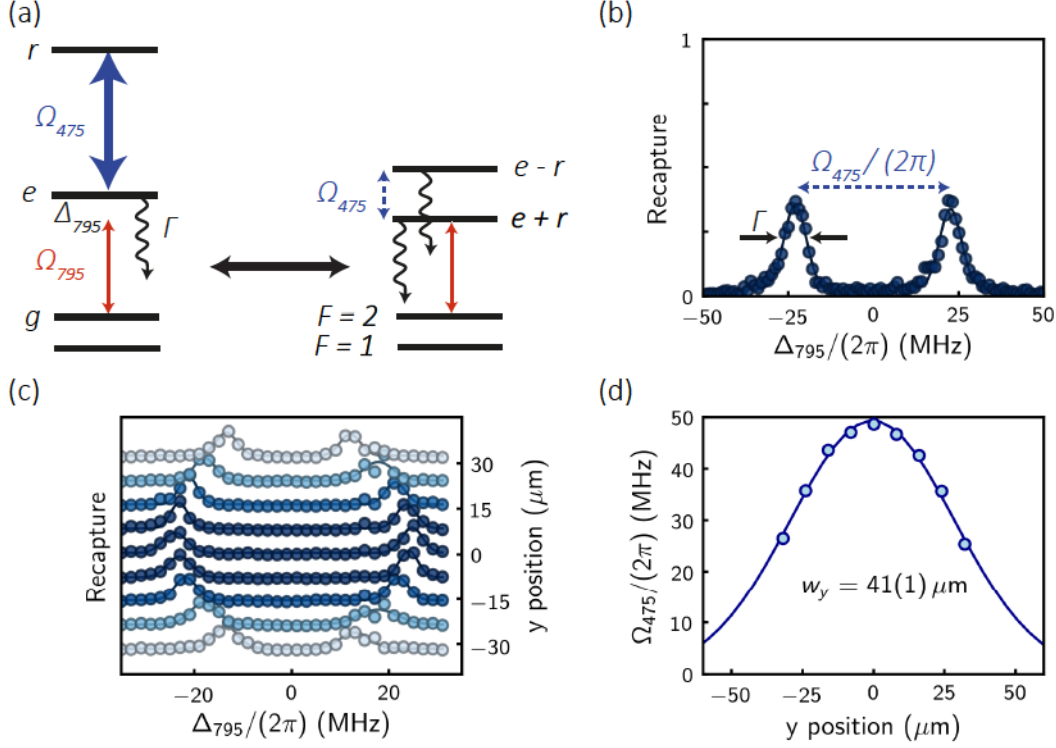 (a)
r
Ω475
e
Δ795
Γ
Ω795
g
F = 2
F = 1
Ω475
e - r
e + r
(b)
1
Recapture
0
Ω475/(2π)
Γ
−50
−25
0
25
50
Δ795/(2π) (MHz)
(c)
Recapture
30
15
0
−15
−30
y position (μm)
−20
0
20
Δ795/(2π) (MHz)
(d)
Ω475/(2π) (MHz)
50
40
30
20
10
0
wy = 41(1) μm
−50
−25
0
25
50
y position (μm)